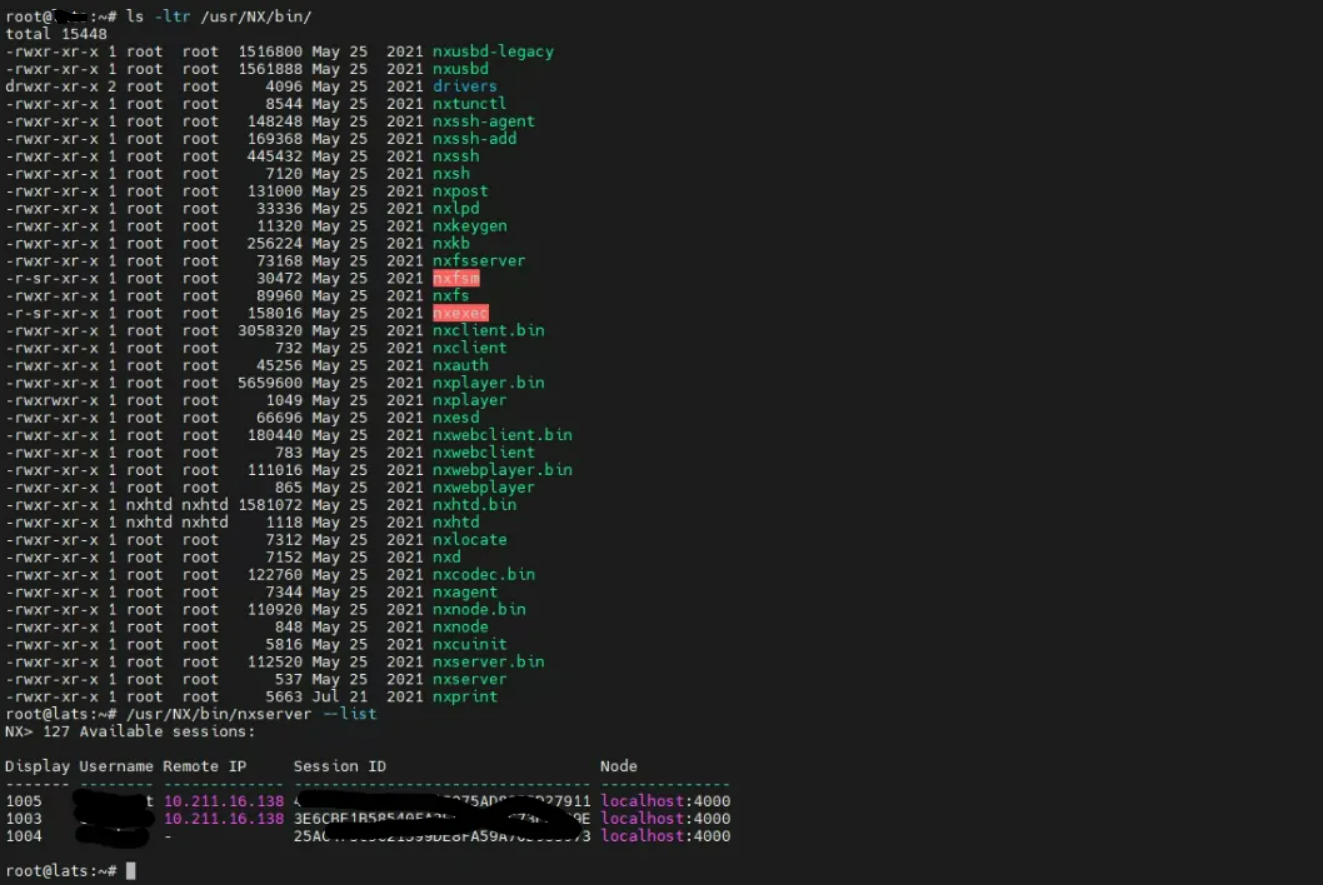 root@:~# ls -ltr /usr/NX/bin/
total 15448
-rwxr-xr-x 1 root  root  1516800 May 25  2021 nxusbd-legacy
-rwxr-xr-x 1 root  root  1561888 May 25  2021 nxusbd
drwxr-xr-x 2 root  root     4096 May 25  2021 drivers
-rwxr-xr-x 1 root  root     8544 May 25  2021 nxtunctl
-rwxr-xr-x 1 root  root   148248 May 25  2021 nxssh-agent
-rwxr-xr-x 1 root  root   169368 May 25  2021 nxssh-add
-rwxr-xr-x 1 root  root   445432 May 25  2021 nxssh
-rwxr-xr-x 1 root  root     7120 May 25  2021 nxsh
-rwxr-xr-x 1 root  root   131000 May 25  2021 nxpost
-rwxr-xr-x 1 root  root    33336 May 25  2021 nxlpd
-rwxr-xr-x 1 root  root    11320 May 25  2021 nxkeygen
-rwxr-xr-x 1 root  root   256224 May 25  2021 nxkb
-rwxr-xr-x 1 root  root    73168 May 25  2021 nxfsserver
-r-sr-xr-x 1 root  root    30472 May 25  2021 nxfsm
-rwxr-xr-x 1 root  root    89960 May 25  2021 nxfs
-r-sr-xr-x 1 root  root   158016 May 25  2021 nxexec
-rwxr-xr-x 1 root  root  3058320 May 25  2021 nxclient.bin
-rwxr-xr-x 1 root  root      732 May 25  2021 nxclient
-rwxr-xr-x 1 root  root    45256 May 25  2021 nxauth
-rwxr-xr-x 1 root  root  5659600 May 25  2021 nxplayer.bin
-rwxrwxr-x 1 root  root     1049 May 25  2021 nxplayer
-rwxr-xr-x 1 root  root    66696 May 25  2021 nxesd
-rwxr-xr-x 1 root  root   180440 May 25  2021 nxwebclient.bin
-rwxr-xr-x 1 root  root      783 May 25  2021 nxwebclient
-rwxr-xr-x 1 root  root   111016 May 25  2021 nxwebplayer.bin
-rwxr-xr-x 1 root  root      865 May 25  2021 nxwebplayer
-rwxr-xr-x 1 nxhtd nxhtd 1581072 May 25  2021 nxhtd.bin
-rwxr-xr-x 1 nxhtd nxhtd    1118 May 25  2021 nxhtd
-rwxr-xr-x 1 root  root     7312 May 25  2021 nxlocate
-rwxr-xr-x 1 root  root     7152 May 25  2021 nxd
-rwxr-xr-x 1 root  root   122760 May 25  2021 nxcodec.bin
-rwxr-xr-x 1 root  root     7344 May 25  2021 nxagent
-rwxr-xr-x 1 root  root   110920 May 25  2021 nxnode.bin
-rwxr-xr-x 1 root  root      848 May 25  2021 nxnode
-rwxr-xr-x 1 root  root     5816 May 25  2021 nxcuinit
-rwxr-xr-x 1 root  root   112520 May 25  2021 nxserver.bin
-rwxr-xr-x 1 root  root      537 May 25  2021 nxserver
-rwxr-xr-x 1 root  root     5663 Jul 21  2021 nxprint
root@lats:~# /usr/NX/bin/nxserver --list
NX> 127 Available sessions:
Display Username Remote IP     Session ID                       Node
------- -------- ------------- -------------------------------- --------------
1005 10.211.16.138 localhost:4000
1003 10.211.16.138 localhost:4000
1004 - localhost:4000
root@lats:~#